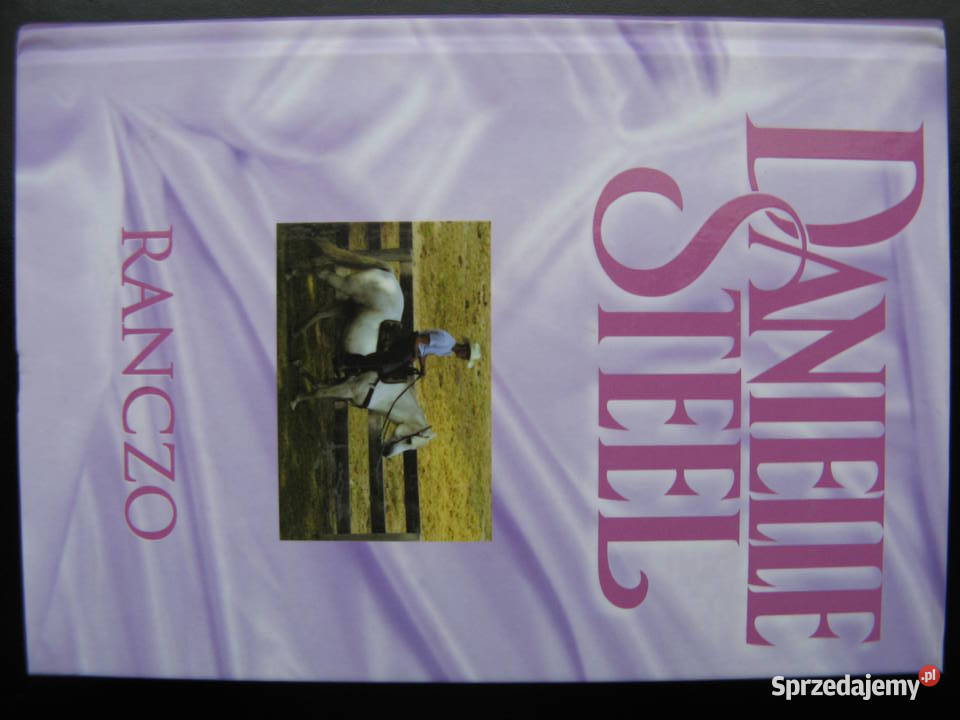 DANIELLE
STEEL
RANCZO
Sprzedajemy.pl